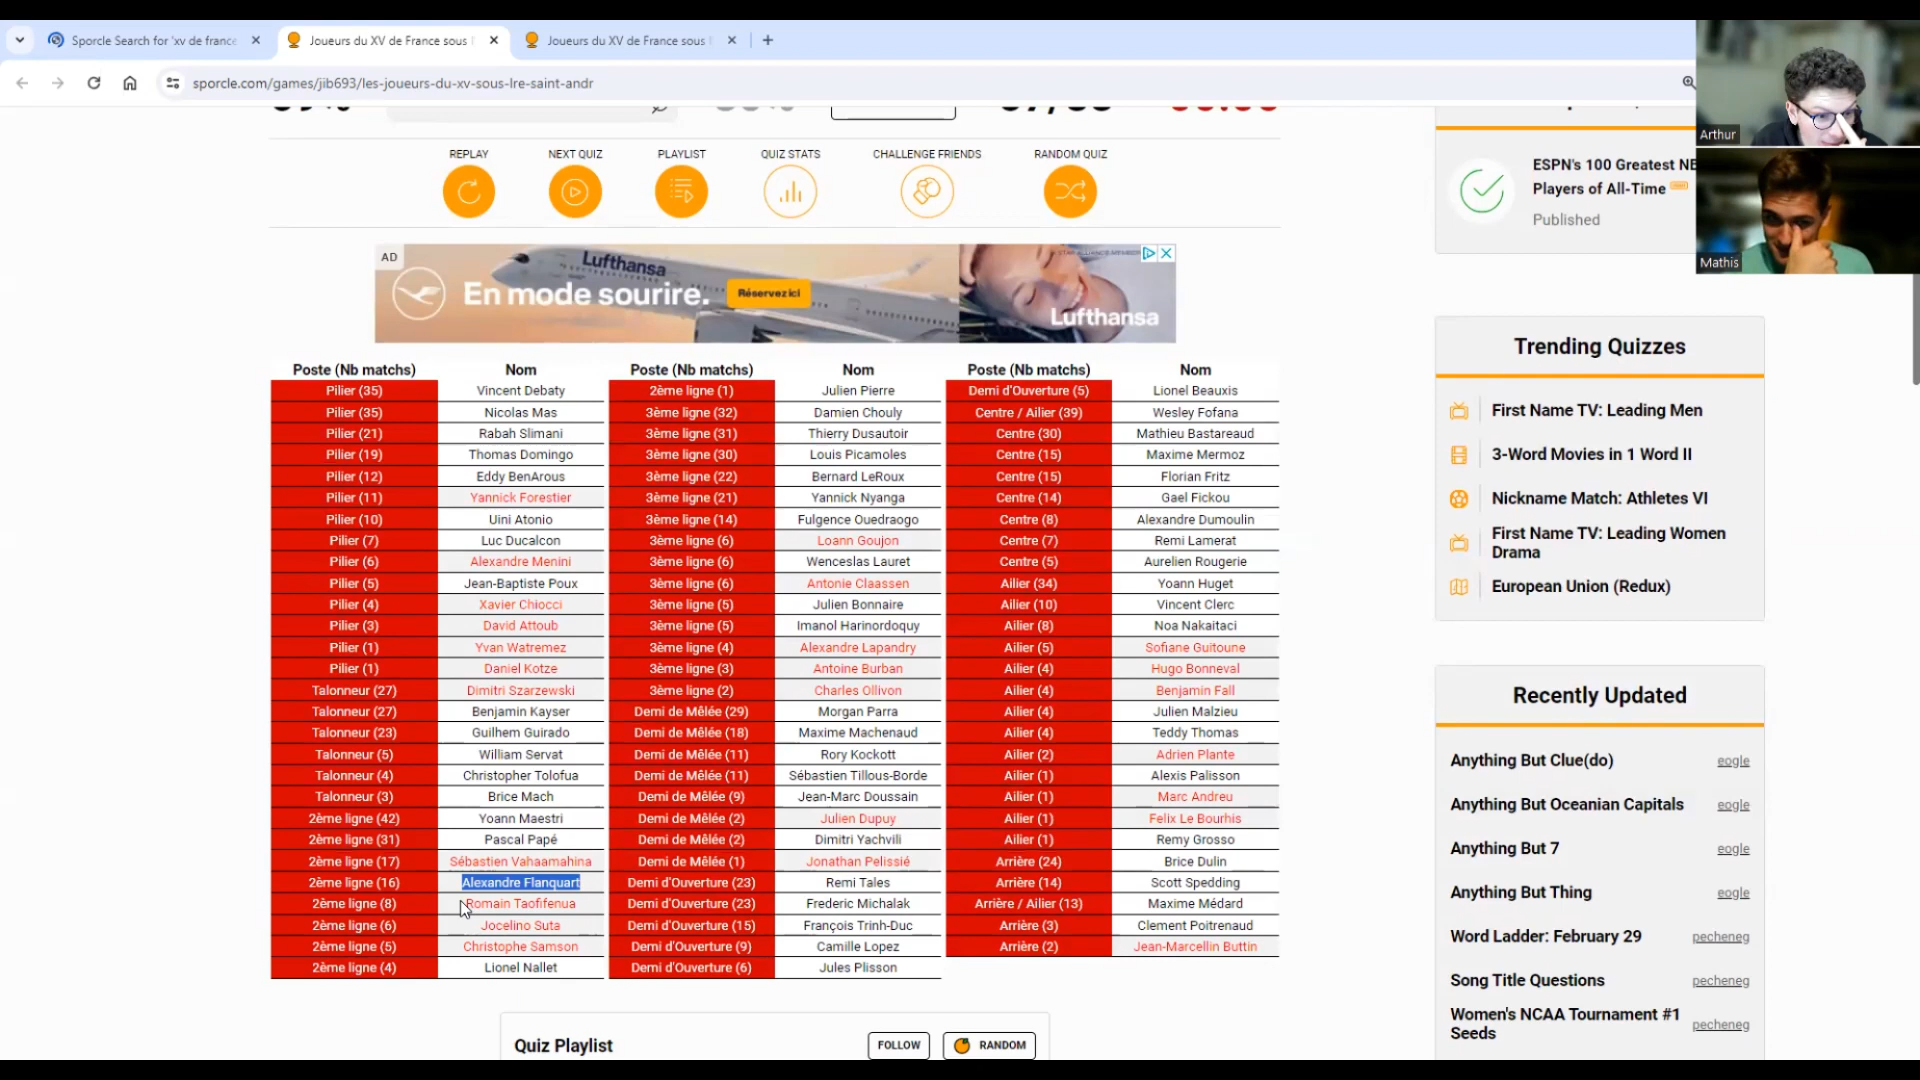 Sporcle Search for 'xv de france
Joueurs du XV de France sous
Joueurs du XV de France sous
sporcle.com/games/jib693/les-joueurs-du-xv-sous-lre-saint-andr
REPLAY
NEXT QUIZ
PLAYLIST
QUIZ STATS
CHALLENGE FRIENDS
RANDOM QUIZ
AD
Lufthansa
En mode sourire.
Réservez ici
Lufthansa
Poste (Nb matchs) Nom Poste (Nb matchs) Nom Poste (Nb matchs) Nom
Pilier (35) Vincent Debaty 2ème ligne (1) Julien Pierre Demi d'Ouverture (5) Lionel Beauxis
Pilier (35) Nicolas Mas 3ème ligne (32) Damien Chouly Centre / Ailier (39) Wesley Fofana
Pilier (21) Rabah Slimani 3ème ligne (31) Thierry Dusautoir Centre (30) Mathieu Bastareaud
Pilier (19) Thomas Domingo 3ème ligne (30) Louis Picamoles Centre (15) Maxime Mermoz
Pilier (12) Eddy BenArous 3ème ligne (22) Bernard LeRoux Centre (15) Florian Fritz
Pilier (11) Yannick Forestier 3ème ligne (21) Yannick Nyanga Centre (14) Gael Fickou
Pilier (10) Uini Atonio 3ème ligne (14) Fulgence Ouedraogo Centre (8) Alexandre Dumoulin
Pilier (7) Luc Ducalcon 3ème ligne (6) Loann Goujon Centre (7) Remi Lamerat
Pilier (6) Alexandre Menini 3ème ligne (6) Wenceslas Lauret Centre (5) Aurelien Rougerie
Pilier (5) Jean-Baptiste Poux 3ème ligne (6) Antonie Claassen Ailier (34) Yoann Huget
Pilier (4) Xavier Chiocci 3ème ligne (5) Julien Bonnaire Ailier (10) Vincent Clerc
Pilier (3) David Attoub 3ème ligne (5) Imanol Harinordoquy Ailier (8) Noa Nakaitaci
Pilier (1) Yvan Watremez 3ème ligne (4) Alexandre Lapandry Ailier (5) Sofiane Guitoune
Pilier (1) Daniel Kotze 3ème ligne (3) Antoine Burban Ailier (4) Hugo Bonneval
Talonneur (27) Dimitri Szarzewski 3ème ligne (2) Charles Ollivon Ailier (4) Benjamin Fall
Talonneur (27) Benjamin Kayser Demi de Mêlée (29) Morgan Parra Ailier (4) Julien Malzieu
Talonneur (23) Guilhem Guirado Demi de Mêlée (18) Maxime Machenaud Ailier (4) Teddy Thomas
Talonneur (5) William Servat Demi de Mêlée (11) Rory Kockott Ailier (2) Adrien Plante
Talonneur (4) Christopher Tolofua Demi de Mêlée (11) Sébastien Tillous-Borde Ailier (1) Alexis Palisson
Talonneur (3) Brice Mach Demi de Mêlée (9) Jean-Marc Doussain Ailier (1) Marc Andreu
2ème ligne (42) Yoann Maestri Demi de Mêlée (2) Julien Dupuy Ailier (1) Felix Le Bourhis
2ème ligne (31) Pascal Papé Demi de Mêlée (2) Dimitri Yachvili Ailier (1) Remy Grosso
2ème ligne (17) Sébastien Vahaamahina Demi de Mêlée (1) Jonathan Pelissié Arrière (24) Brice Dulin
2ème ligne (16) Alexandre Flanquart Demi d'Ouverture (23) Remi Tales Arrière (14) Scott Spedding
2ème ligne (8) Romain Taofifenua Demi d'Ouverture (23) Frederic Michalak Arrière / Ailier (13) Maxime Médard
2ème ligne (6) Jocelino Suta Demi d'Ouverture (15) François Trinh-Duc Arrière (3) Clement Poitrenaud
2ème ligne (5) Christophe Samson Demi d'Ouverture (9) Camille Lopez Arrière (2) Jean-Marcellin Buttin
2ème ligne (4) Lionel Nallet Demi d'Ouverture (6) Jules Plisson
Quiz Playlist
FOLLOW
RANDOM
ESPN's 100 Greatest
Players of All-Time
Published
Arthur
Mathis
Trending Quizzes
First Name TV: Leading Men
3-Word Movies in 1 Word II
Nickname Match: Athletes VI
First Name TV: Leading Women
Drama
European Union (Redux)
Recently Updated
Anything But Clue(do) eogle
Anything But Oceanian Capitals eogle
Anything But 7 eogle
Anything But Thing eogle
Word Ladder: February 29 pecheneg
Song Title Questions pecheneg
Women's NCAA Tournament #1
Seeds pecheneg